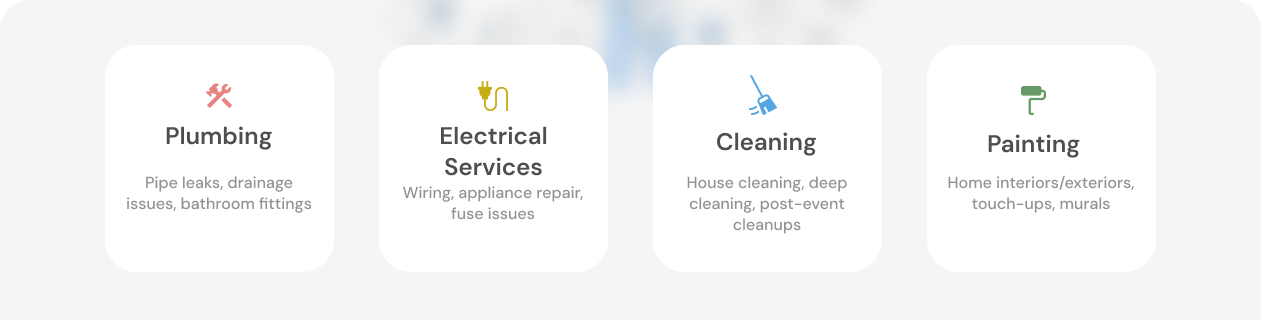 Plumbing
Pipe leaks, drainage
issues, bathroom fittings
Electrical
Services
Wiring, appliance repair,
fuse issues
Cleaning
House cleaning, deep
cleaning, post-event
cleanups
Painting
Home interiors/exteriors,
touch-ups, murals